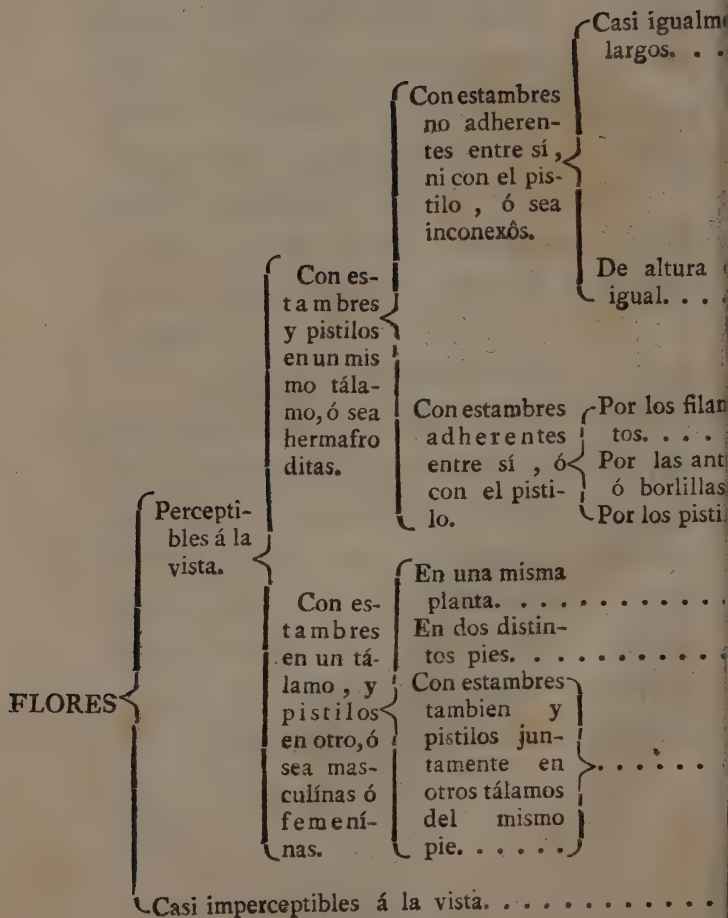 Casi igualm
largos. . .
Con estambres
no adheren-
tes entre sí,
ni con el pis-
tilo , ó sea
inconexôs.
De altura
igual. . . .
Con es-
tambres
y pistilos
en un mis
mo tála-
mo, ó sea
hermafro
ditas.
Con estambres
adherentes
entre sí , ó
con el pisti-
lo.
Por los filam
tos. . . . .
Por las ant
ó borlillas
Por los pisti
Percepti-
bles á la
vista.
Con es-
tambres
en un tá-
lamo , y
pistilos
en otro, ó
sea mas-
culínas ó
femení-
nas.
En una misma
planta. . . . . . . . . . . .
En dos distin-
tos pies. . . . . . . . . . .
Con estambres
tambien y
pistilos jun-
tamente en
otros tálamos
del mismo
pie. . . . . .
. . . . . .
FLORES
Casi imperceptibles á la vista. . . . . . . . . . . .